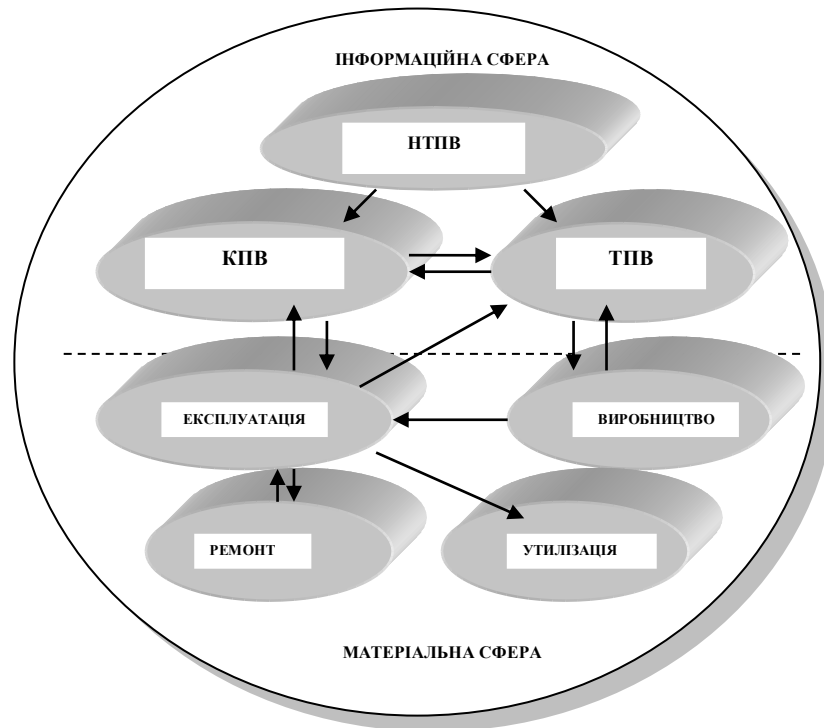 ІНФОРМАЦІЙНА СФЕРА
НТПВ
КПВ
ТПВ
ЕКСПЛУАТАЦІЯ
ВИРОБНИЦТВО
РЕМОНТ
УТИЛІЗАЦІЯ
МАТЕРІАЛЬНА СФЕРА